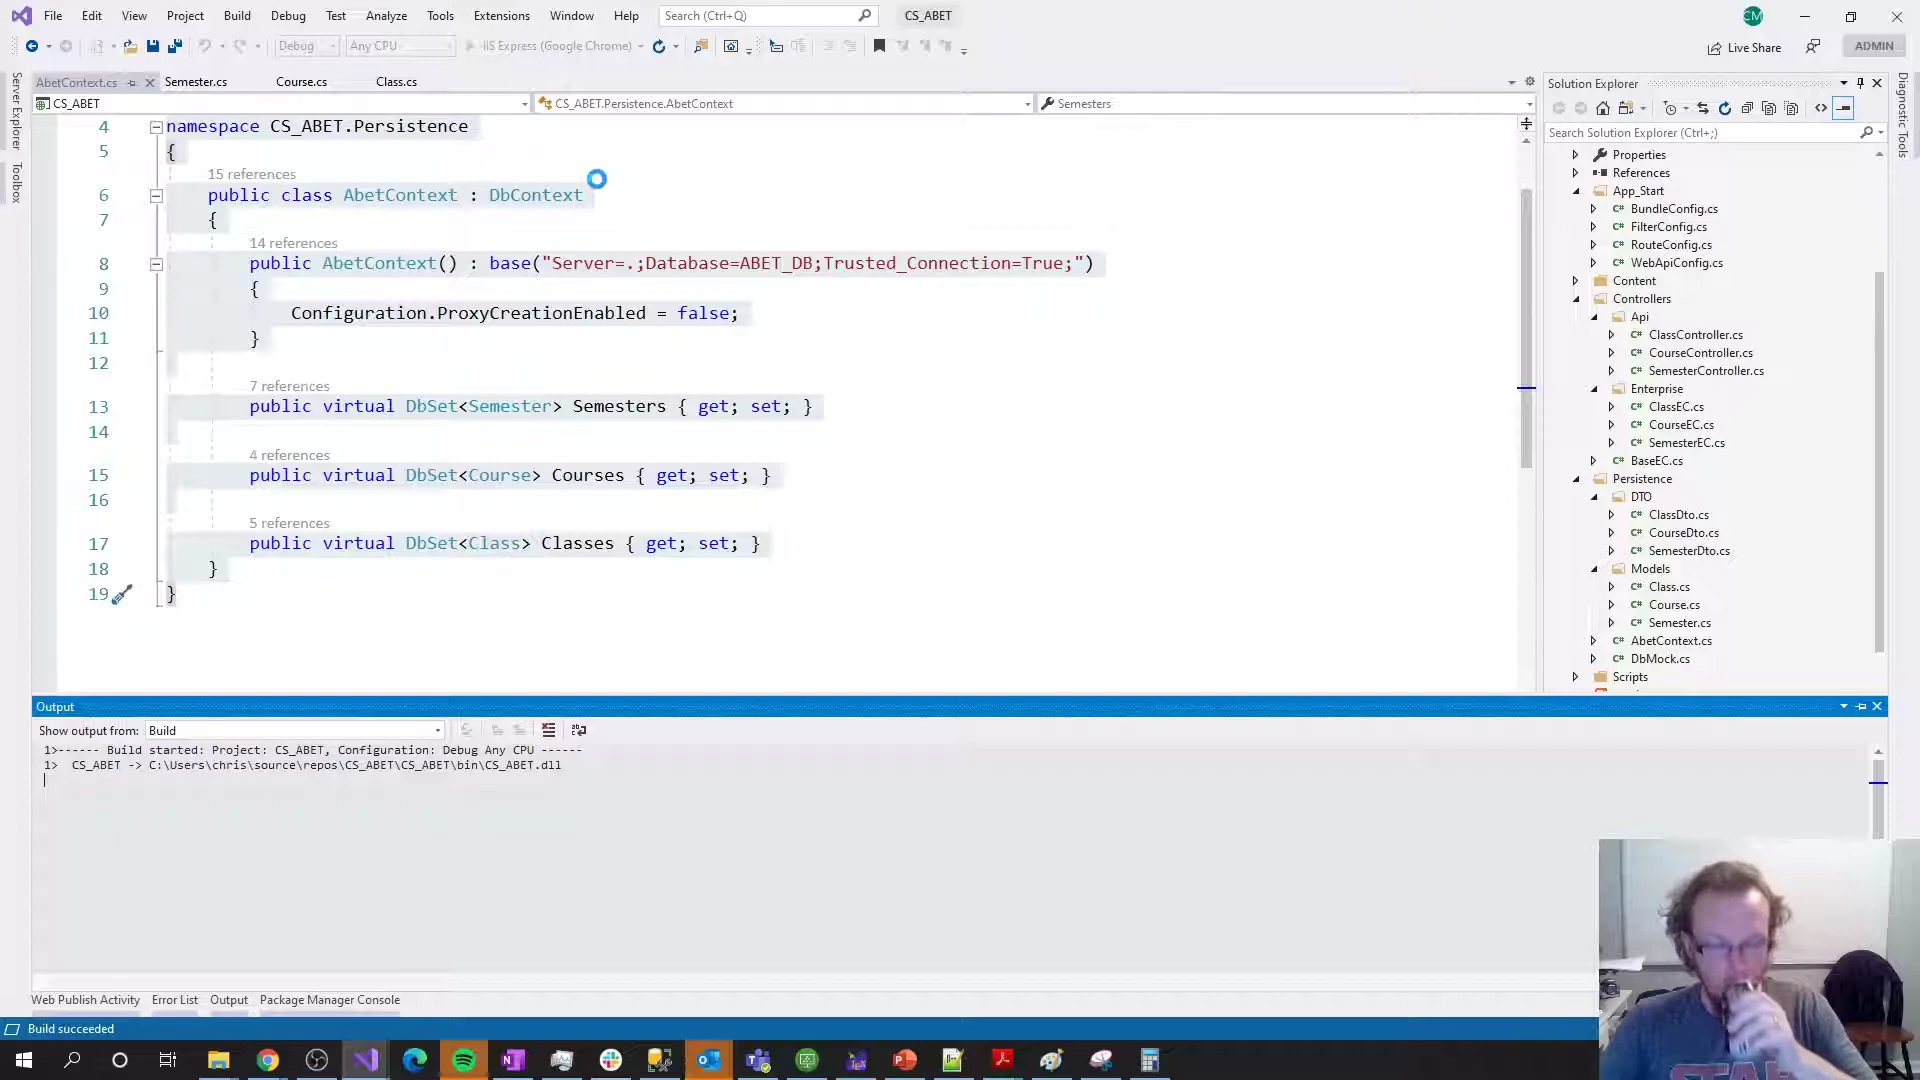 File Edit View Project Build Debug Test Analyze Tools Extensions Window Help Search (Ctrl+Q) CS_ABET CM
Debug Any CPU IIS Express (Google Chrome) Live Share ADMIN
Server Explorer
Toolbox
AbetContext.cs Semester.cs Course.cs Class.cs
CS_ABET CS_ABET.Persistence.AbetContext Semesters
4 namespace CS_ABET.Persistence
5 {
15 references
6 public class AbetContext : DbContext
7 {
14 references
8 public AbetContext() : base("Server=.;Database=ABET_DB;Trusted_Connection=True;")
9 {
10 Configuration.ProxyCreationEnabled = false;
11 }
12
7 references
13 public virtual DbSet<Semester> Semesters { get; set; }
14
4 references
15 public virtual DbSet<Course> Courses { get; set; }
16
5 references
17 public virtual DbSet<Class> Classes { get; set; }
18 }
19 }
Solution Explorer
Search Solution Explorer (Ctrl+;)
Properties
References
App_Start
C# BundleConfig.cs
C# FilterConfig.cs
C# RouteConfig.cs
C# WebApiConfig.cs
Content
Controllers
Api
C# ClassController.cs
C# CourseController.cs
C# SemesterController.cs
Enterprise
C# ClassEC.cs
C# CourseEC.cs
C# SemesterEC.cs
C# BaseEC.cs
Persistence
DTO
C# ClassDto.cs
C# CourseDto.cs
C# SemesterDto.cs
Models
C# Class.cs
C# Course.cs
C# Semester.cs
C# AbetContext.cs
C# DbMock.cs
Scripts
Diagnostic Tools
Output
Show output from: Build
1>------ Build started: Project: CS_ABET, Configuration: Debug Any CPU ------
1> CS_ABET -> C:\Users\chris\source\repos\CS_ABET\CS_ABET\bin\CS_ABET.dll
Web Publish Activity Error List Output Package Manager Console
Build succeeded